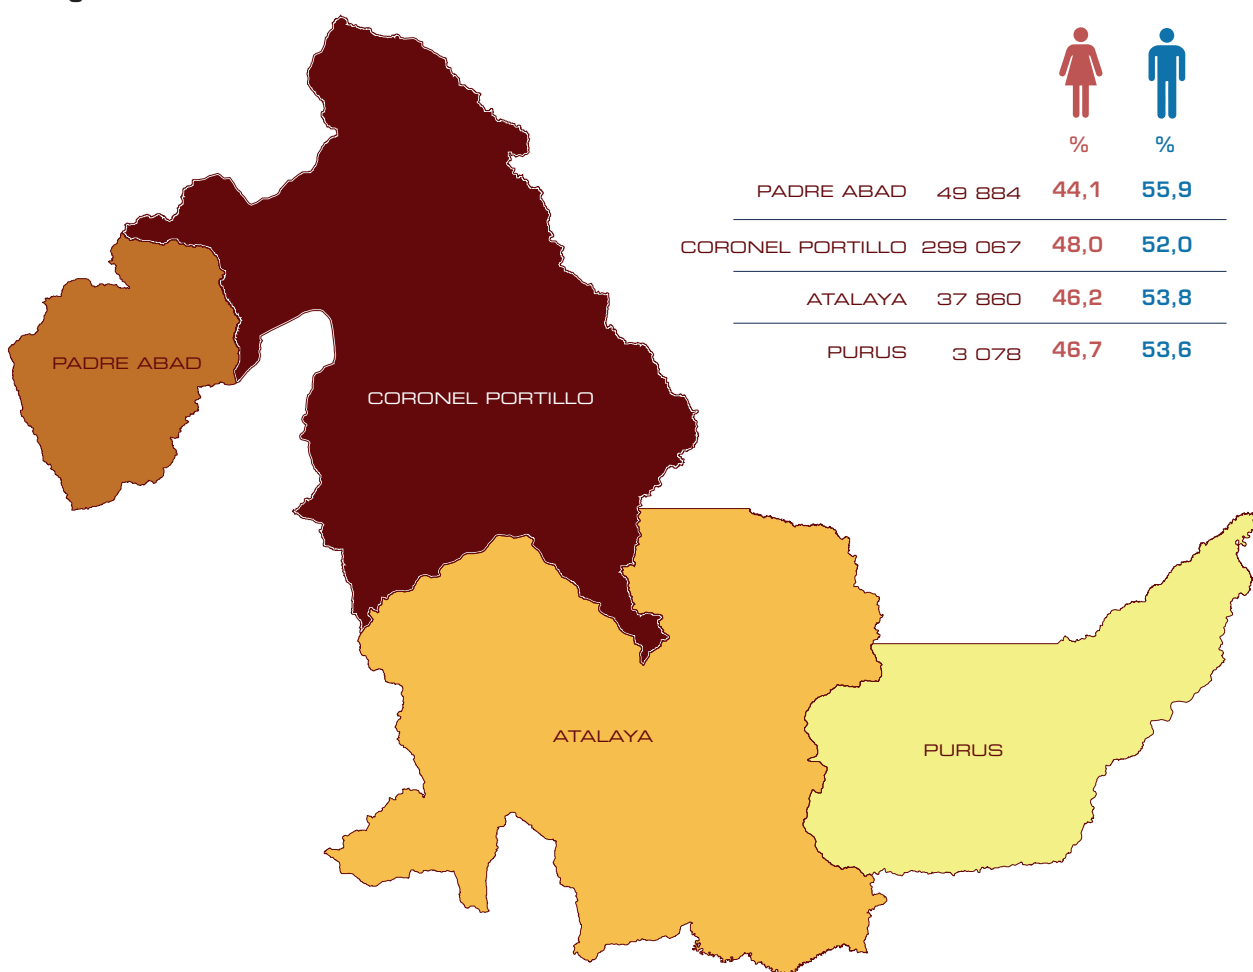 % %
PADRE ABAD 49 884 44,1 55,9
CORONEL PORTILLO 299 067 48,0 52,0
ATALAYA 37 860 46,2 53,8
PURUS 3 078 46,7 53,6
PADRE ABAD
CORONEL PORTILLO
ATALAYA
PURUS